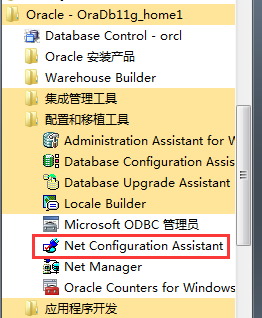 Oracle - OraDb11g_home1
Database Control - orcl
Oracle 安装产品
Warehouse Builder
集成管理工具
配置和移植工具
Administration Assistant for W
Database Configuration Assis
Database Upgrade Assistant
Locale Builder
Microsoft ODBC 管理员
Net Configuration Assistant
Net Manager
Oracle Counters for Windows
应用程序开发